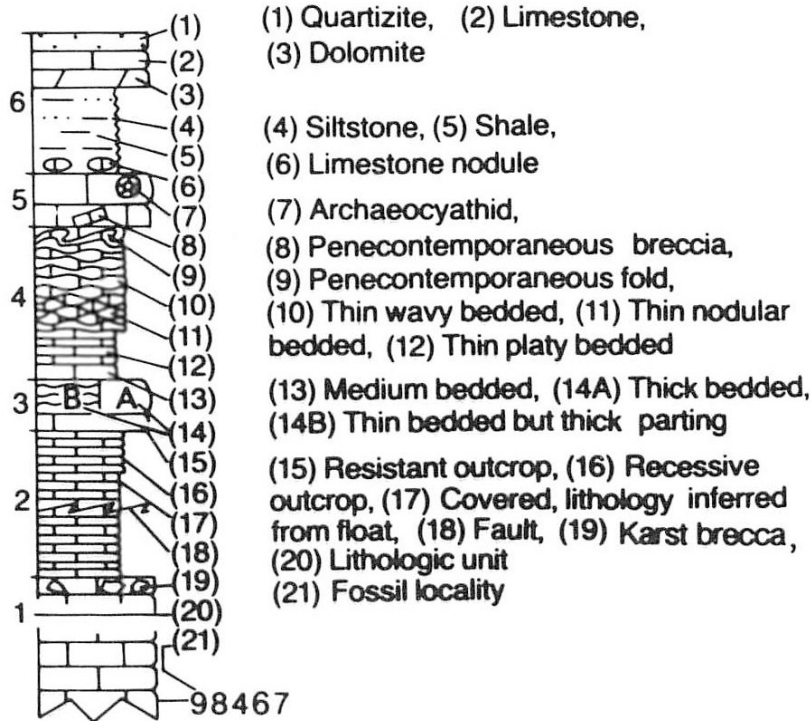 (1) Quartizite, (2) Limestone,
(3) Dolomite
(4) Siltstone, (5) Shale,
(6) Limestone nodule
(7) Archaeocyathid,
(8) Penecontemporaneous breccia,
(9) Penecontemporaneous fold,
(10) Thin wavy bedded, (11) Thin nodular
bedded, (12) Thin platy bedded
(13) Medium bedded, (14A) Thick bedded,
(14B) Thin bedded but thick parting
(15) Resistant outcrop, (16) Recessive
outcrop, (17) Covered, lithology inferred
from float, (18) Fault, (19) Karst brecca,
(20) Lithologic unit
(21) Fossil locality
(1)
(2)
(3)
6
(4)
(5)
(6)
5
(7)
(8)
(9)
4
(10)
(11)
(12)
(13)
3
B A
(14)
(15)
2
(16)
(17)
(18)
(19)
1
(20)
(21)
98467